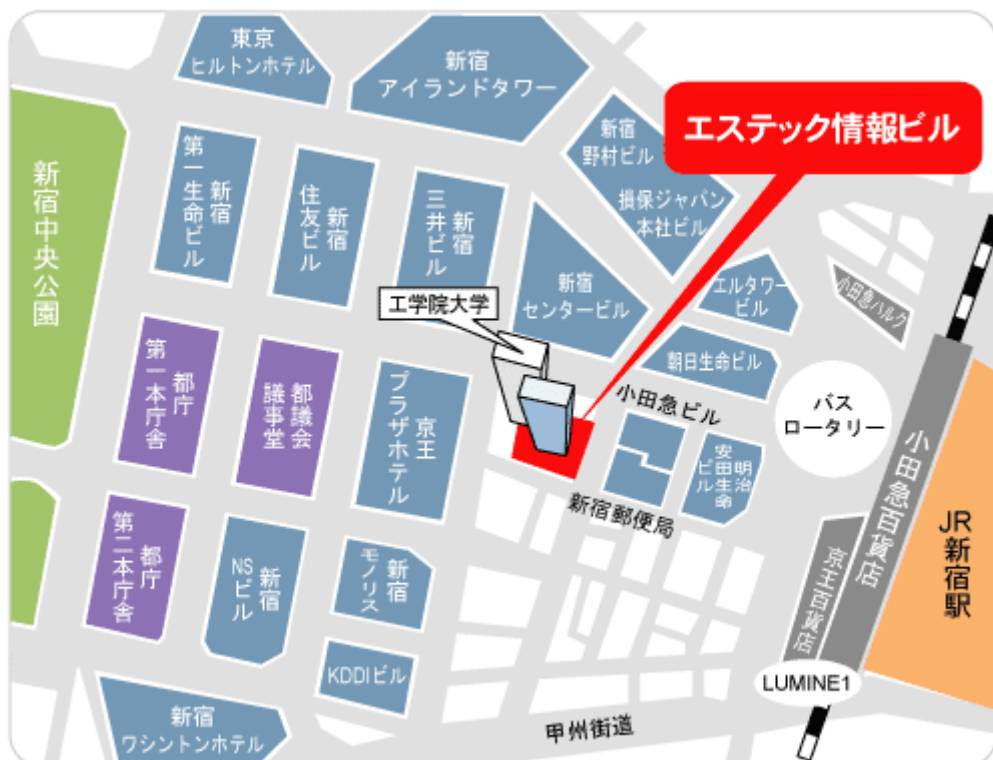 東京
ヒルトンホテル
新宿
アイランドタワー
新宿
野村ビル
損保ジャパン
本社ビル
エステック情報ビル
新宿中央公園
新宿
第一生命ビル
新宿
住友ビル
新宿
三井ビル
新宿
センタービル
エルタワー
ビル
小田急ハルク
工学院大学
朝日生命ビル
小田急ビル
バス
ロータリー
都庁
第一本庁舎
都議会
議事堂
京王
プラザホテル
明治
安田生命
ビル
新宿郵便局
小田急百貨店
京王百貨店
JR新宿駅
都庁
第二本庁舎
新宿
NSビル
新宿
モノリス
KDDIビル
LUMINE1
新宿
ワシントンホテル
甲州街道